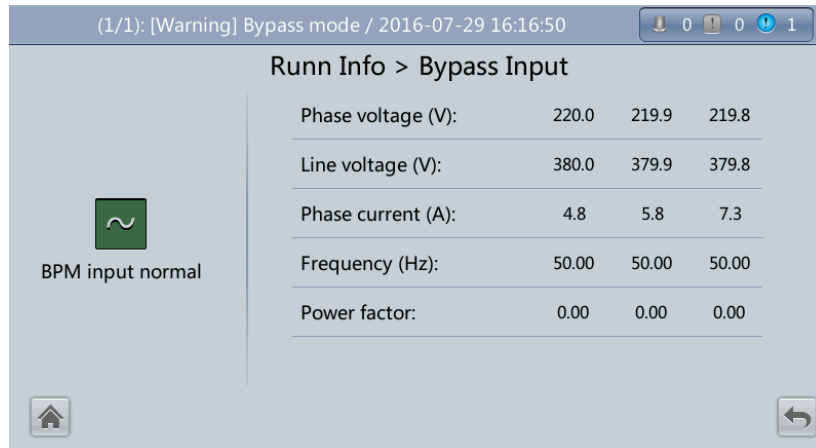 (1/1): [Warning] Bypass mode / 2016-07-29 16:16:50 0 0 1
Runn Info > Bypass Input
Phase voltage (V): 220.0 219.9 219.8
Line voltage (V): 380.0 379.9 379.8
Phase current (A): 4.8 5.8 7.3
Frequency (Hz): 50.00 50.00 50.00
Power factor: 0.00 0.00 0.00
BPM input normal